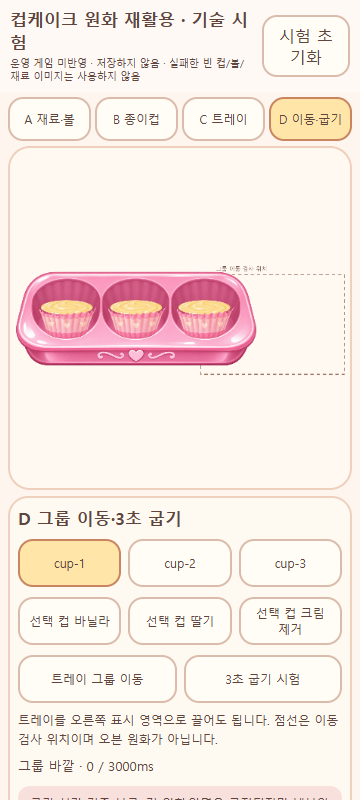 컵케이크 원화 재활용 · 기술 시
험
운영 게임 미반영 · 저장하지 않음 · 실패한 빈 컵/볼/
재료 이미지는 사용하지 않음
시험 초
기화
A 재료·볼
B 종이컵
C 트레이
D 이동·굽기
그룹 이동 검사 위치
D 그룹 이동·3초 굽기
cup-1
cup-2
cup-3
선택 컵 바닐라
선택 컵 딸기
선택 컵 크림
제거
트레이 그룹 이동
3초 굽기 시험
트레이를 오른쪽 표시 영역으로 끌어도 됩니다. 점선은 이동
검사 위치이며 오븐 원화가 아닙니다.
그룹 바깥 · 0 / 3000ms